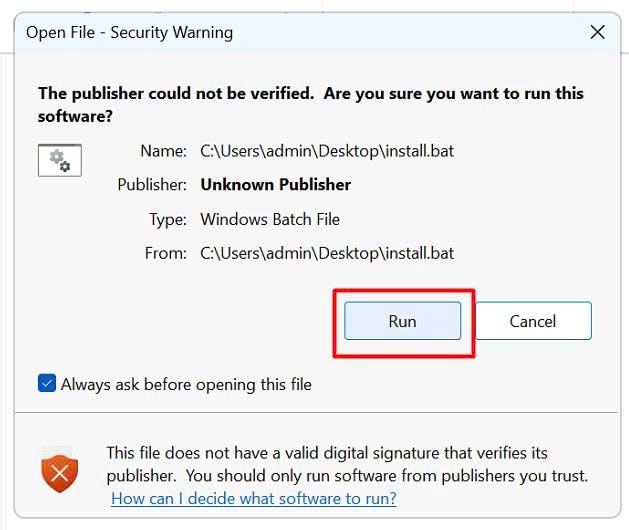 Open File - Security Warning
The publisher could not be verified.  Are you sure you want to run this
software?
Name: C:\Users\admin\Desktop\install.bat
Publisher: Unknown Publisher
Type: Windows Batch File
From: C:\Users\admin\Desktop\install.bat
Run Cancel
Always ask before opening this file
This file does not have a valid digital signature that verifies its
publisher.  You should only run software from publishers you trust.
How can I decide what software to run?